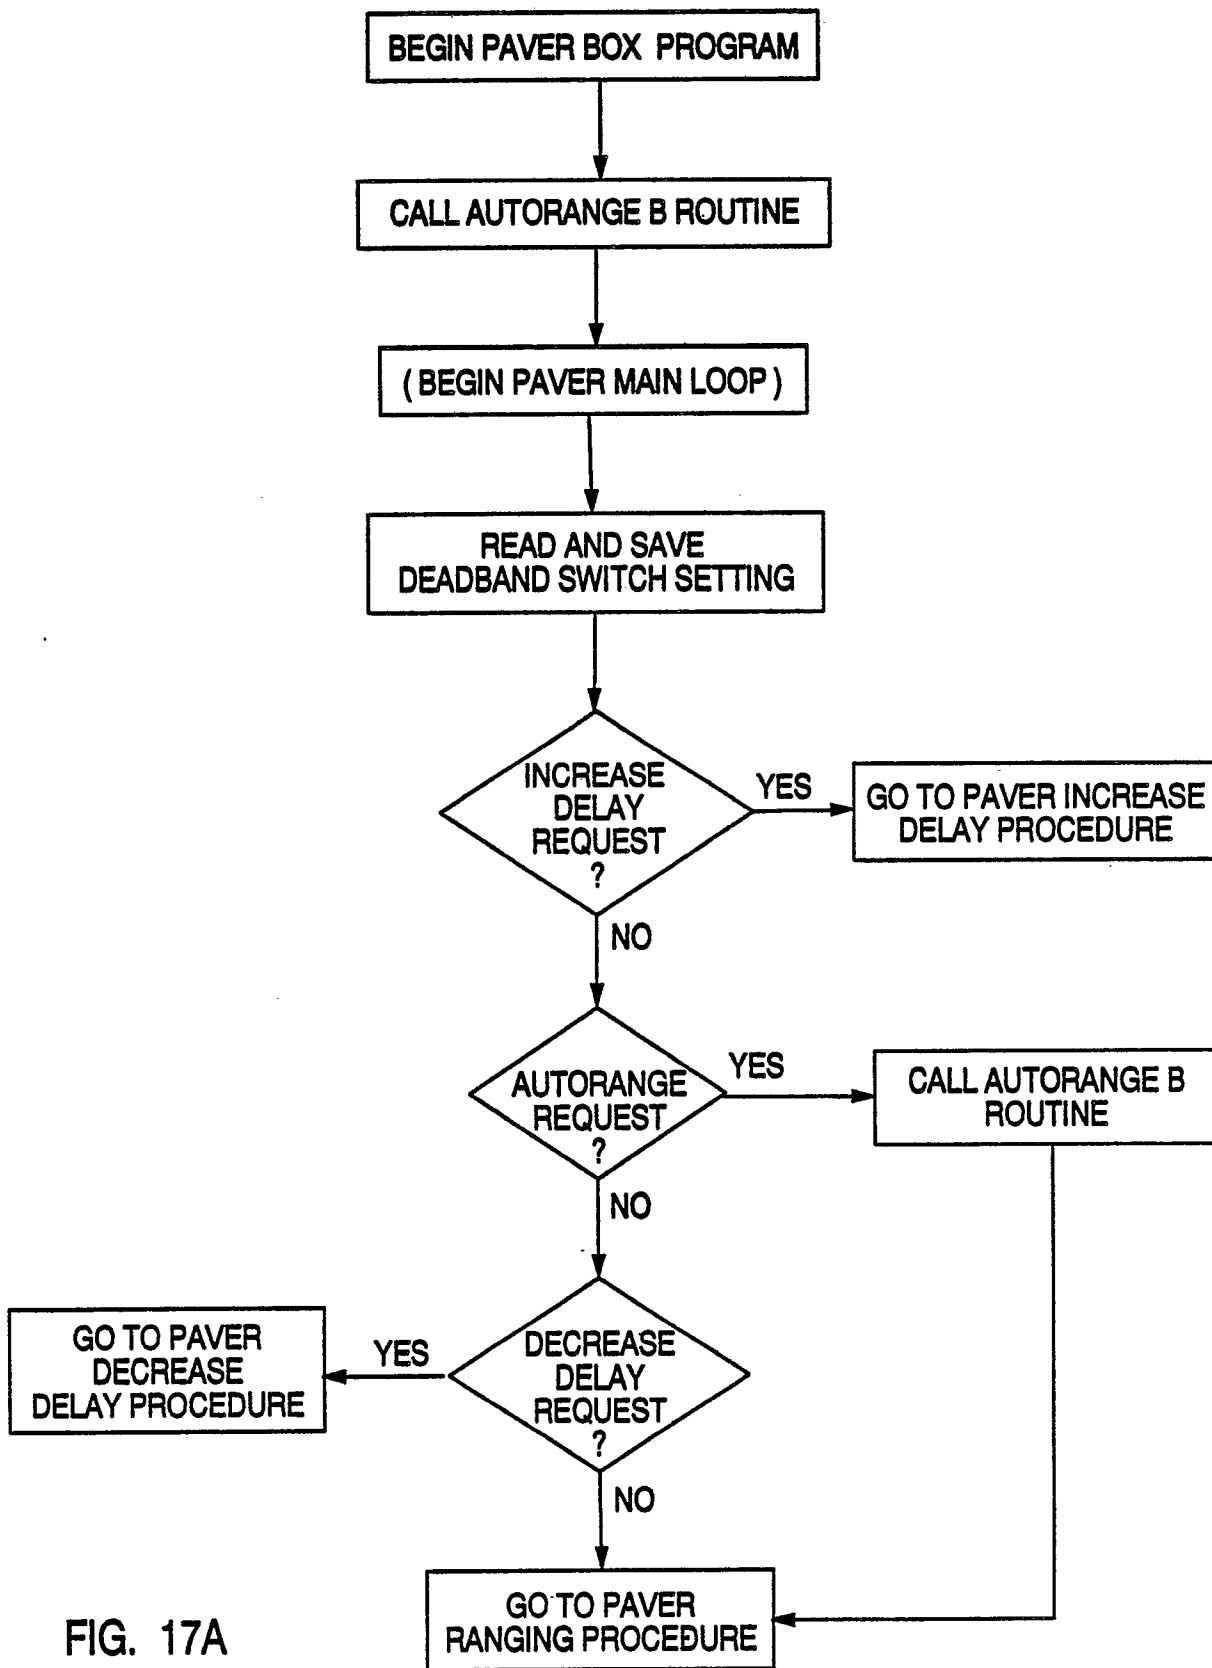 BEGIN PAVER BOX PROGRAM
CALL AUTORANGE B ROUTINE
( BEGIN PAVER MAIN LOOP )
READ AND SAVE
DEADBAND SWITCH SETTING
INCREASE
DELAY
REQUEST
?
YES
GO TO PAVER INCREASE
DELAY PROCEDURE
NO
AUTORANGE
REQUEST
?
YES
CALL AUTORANGE B
ROUTINE
NO
DECREASE
DELAY
REQUEST
?
YES
GO TO PAVER
DECREASE
DELAY PROCEDURE
NO
GO TO PAVER
RANGING PROCEDURE
FIG. 17A